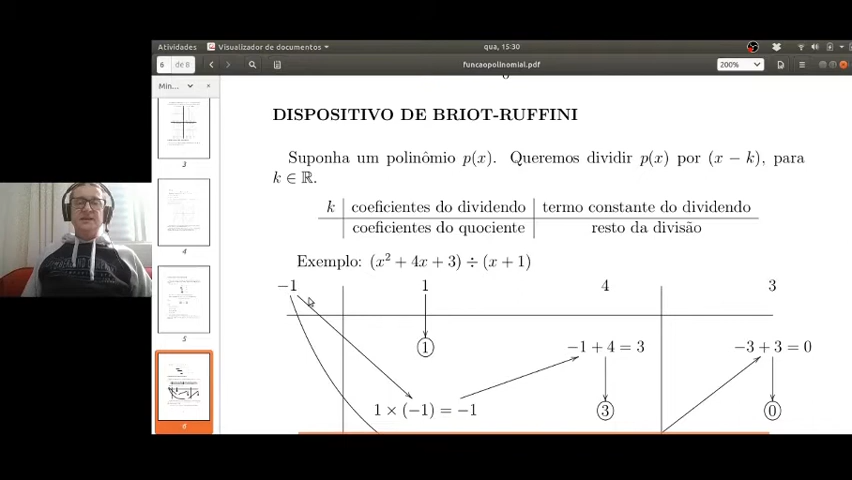 Atividades Visualizador de documentos qua, 15:30
6 de 8 funcaopolinomial.pdf 200%
Min...
3
4
5
6
DISPOSITIVO DE BRIOT-RUFFINI
Suponha um polinômio p(x). Queremos dividir p(x) por (x − k), para
k ∈ ℝ.
k coeficientes do dividendo termo constante do dividendo
coeficientes do quociente resto da divisão
Exemplo: (x² + 4x + 3) ÷ (x + 1)
−1 1 4 3
1 −1 + 4 = 3 −3 + 3 = 0
1 × (−1) = −1 3 0